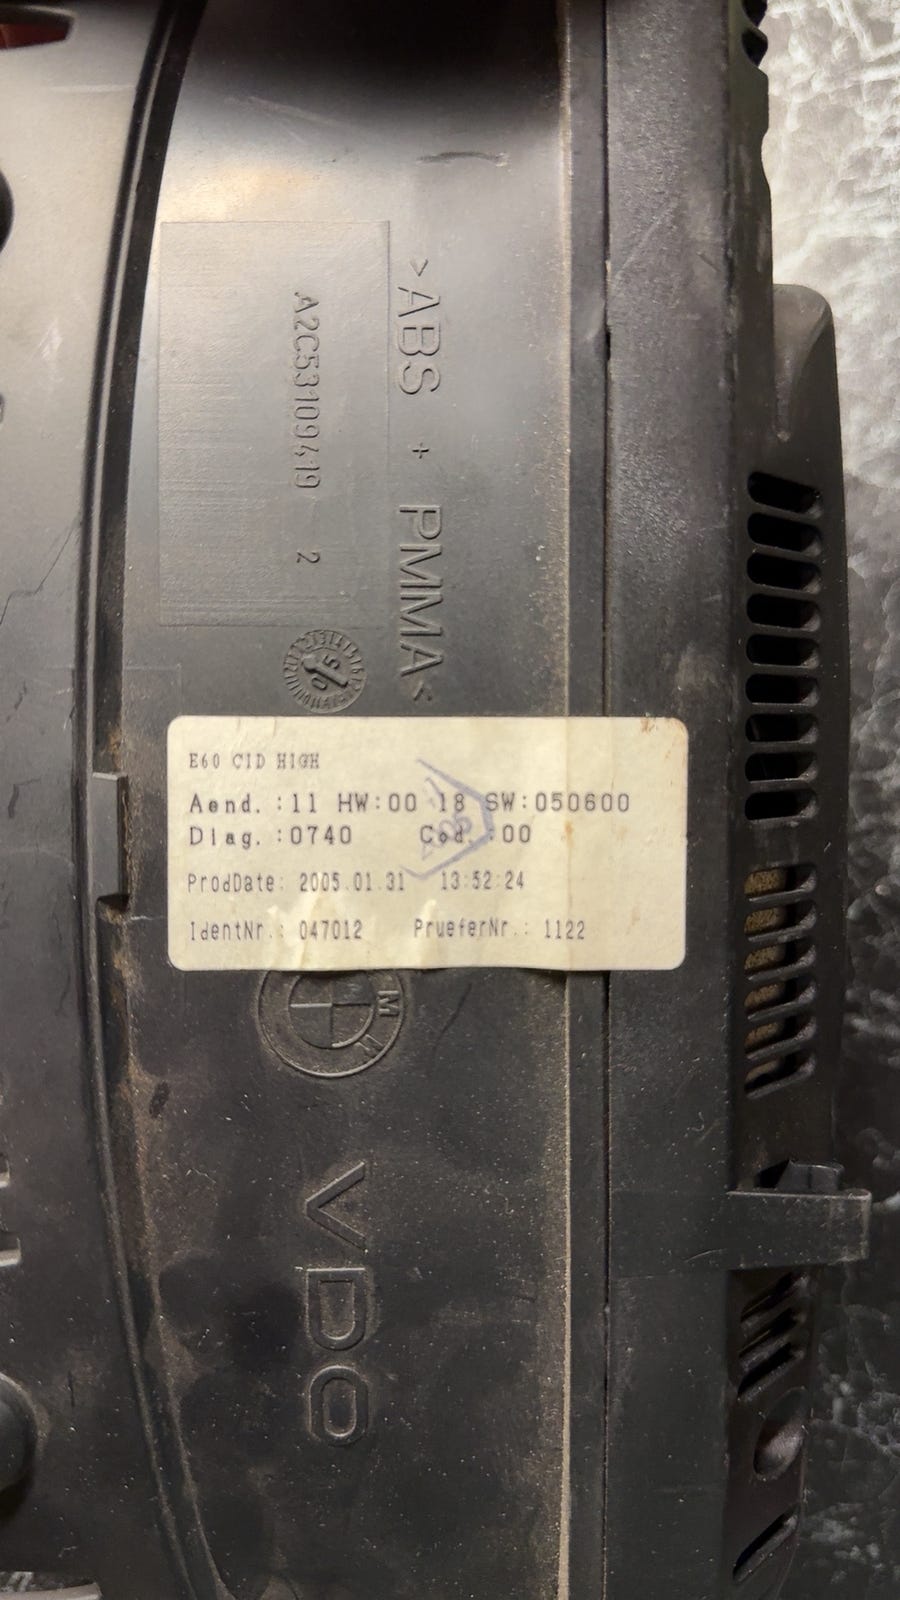 >ABS + PMMA<
A2C53109419 2
05
E60 CID HIGH
Aend. :11 HW:00 18 SW:050600
Diag. :0740 Cod. :00
ProdDate: 2005.01.31 13:52:24
IdentNr.: 047012 PrueferNr.: 1122
M W
VDO